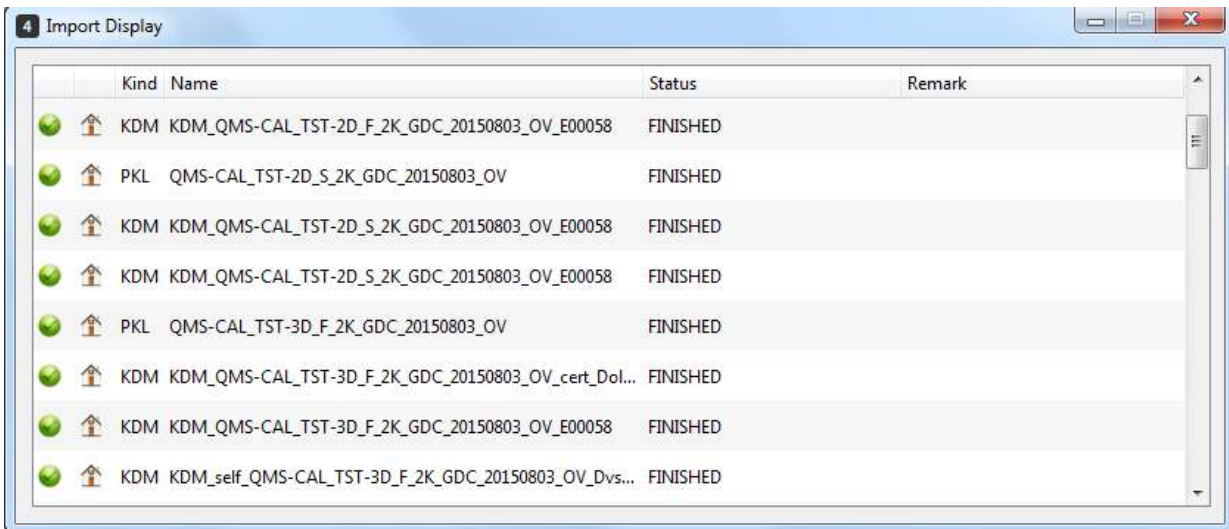 4 Import Display
Kind Name Status Remark
KDM KDM_QMS-CAL_TST-2D_F_2K_GDC_20150803_OV_E00058 FINISHED
PKL QMS-CAL_TST-2D_S_2K_GDC_20150803_OV FINISHED
KDM KDM_QMS-CAL_TST-2D_S_2K_GDC_20150803_OV_E00058 FINISHED
KDM KDM_QMS-CAL_TST-2D_S_2K_GDC_20150803_OV_E00058 FINISHED
PKL QMS-CAL_TST-3D_F_2K_GDC_20150803_OV FINISHED
KDM KDM_QMS-CAL_TST-3D_F_2K_GDC_20150803_OV_cert_Dol... FINISHED
KDM KDM_QMS-CAL_TST-3D_F_2K_GDC_20150803_OV_E00058 FINISHED
KDM KDM_self_QMS-CAL_TST-3D_F_2K_GDC_20150803_OV_Dvs... FINISHED